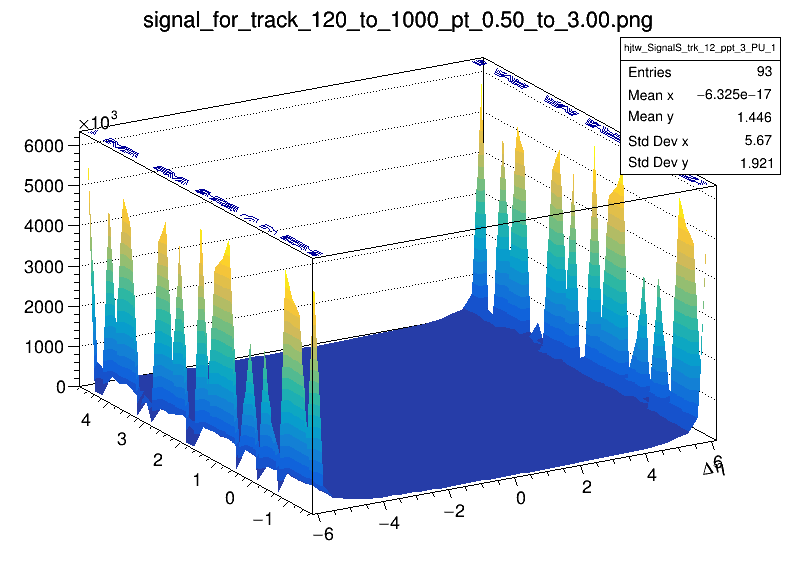 signal_for_track_120_to_1000_pt_0.50_to_3.00.png
hjtw_SignalS_trk_12_ppt_3_PU_1
Entries 93
Mean x −6.325e−17
Mean y 1.446
Std Dev x 5.67
Std Dev y 1.921
×10³
6000
5000
4000
3000
2000
1000
0
4
3
2
1
0
−1
−6
−4
−2
0
2
4
6
Δη